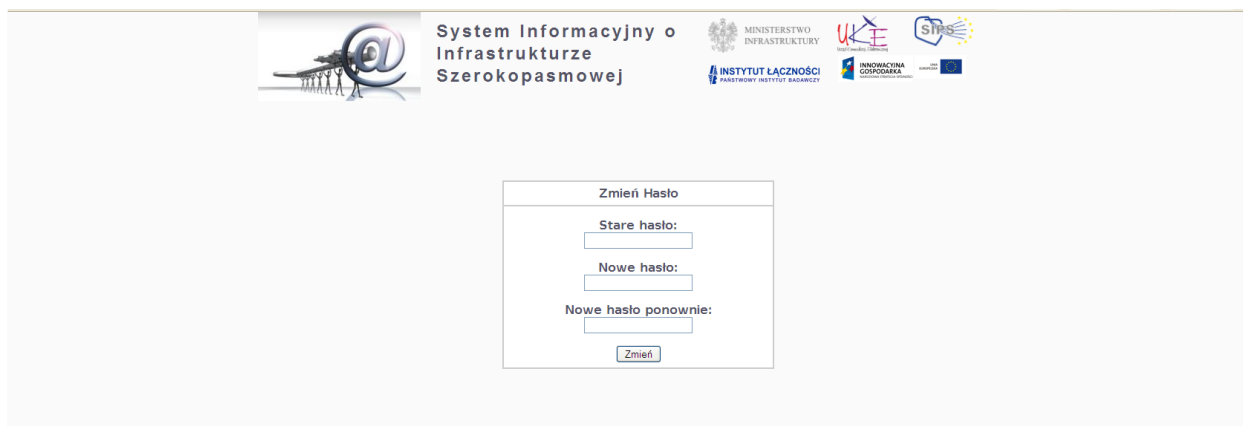 System Informacyjny o
Infrastrukturze
Szerokopasmowej
MINISTERSTWO
INFRASTRUKTURY
UKE
SIPS
INSTYTUT ŁĄCZNOŚCI
PAŃSTWOWY INSTYTUT BADAWCZY
INNOWACYJNA
GOSPODARKA
Zmień Hasło
Stare hasło:
Nowe hasło:
Nowe hasło ponownie:
Zmień